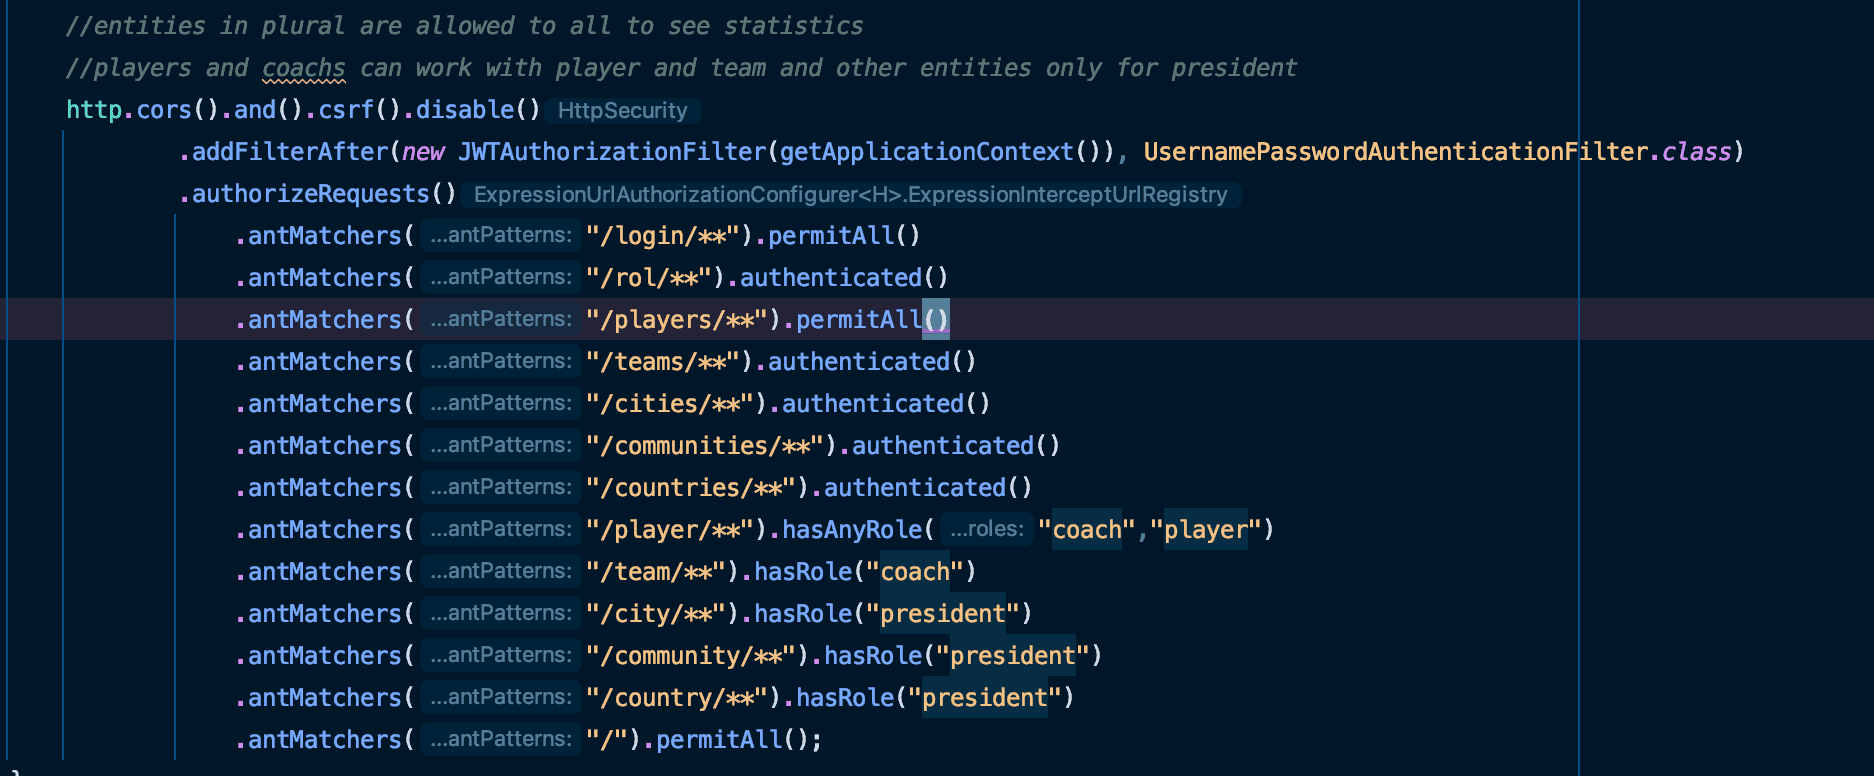 //entities in plural are allowed to all to see statistics
//players and coachs can work with player and team and other entities only for president
http.cors().and().csrf().disable() HttpSecurity
.addFilterAfter(new JWTAuthorizationFilter(getApplicationContext()), UsernamePasswordAuthenticationFilter.class)
.authorizeRequests() ExpressionUrlAuthorizationConfigurer<H>.ExpressionInterceptUrlRegistry
.antMatchers( ...antPatterns: "/login/**").permitAll()
.antMatchers( ...antPatterns: "/rol/**").authenticated()
.antMatchers( ...antPatterns: "/players/**").permitAll()
.antMatchers( ...antPatterns: "/teams/**").authenticated()
.antMatchers( ...antPatterns: "/cities/**").authenticated()
.antMatchers( ...antPatterns: "/communities/**").authenticated()
.antMatchers( ...antPatterns: "/countries/**").authenticated()
.antMatchers( ...antPatterns: "/player/**").hasAnyRole( ...roles: "coach","player")
.antMatchers( ...antPatterns: "/team/**").hasRole("coach")
.antMatchers( ...antPatterns: "/city/**").hasRole("president")
.antMatchers( ...antPatterns: "/community/**").hasRole("president")
.antMatchers( ...antPatterns: "/country/**").hasRole("president")
.antMatchers( ...antPatterns: "/").permitAll();
}